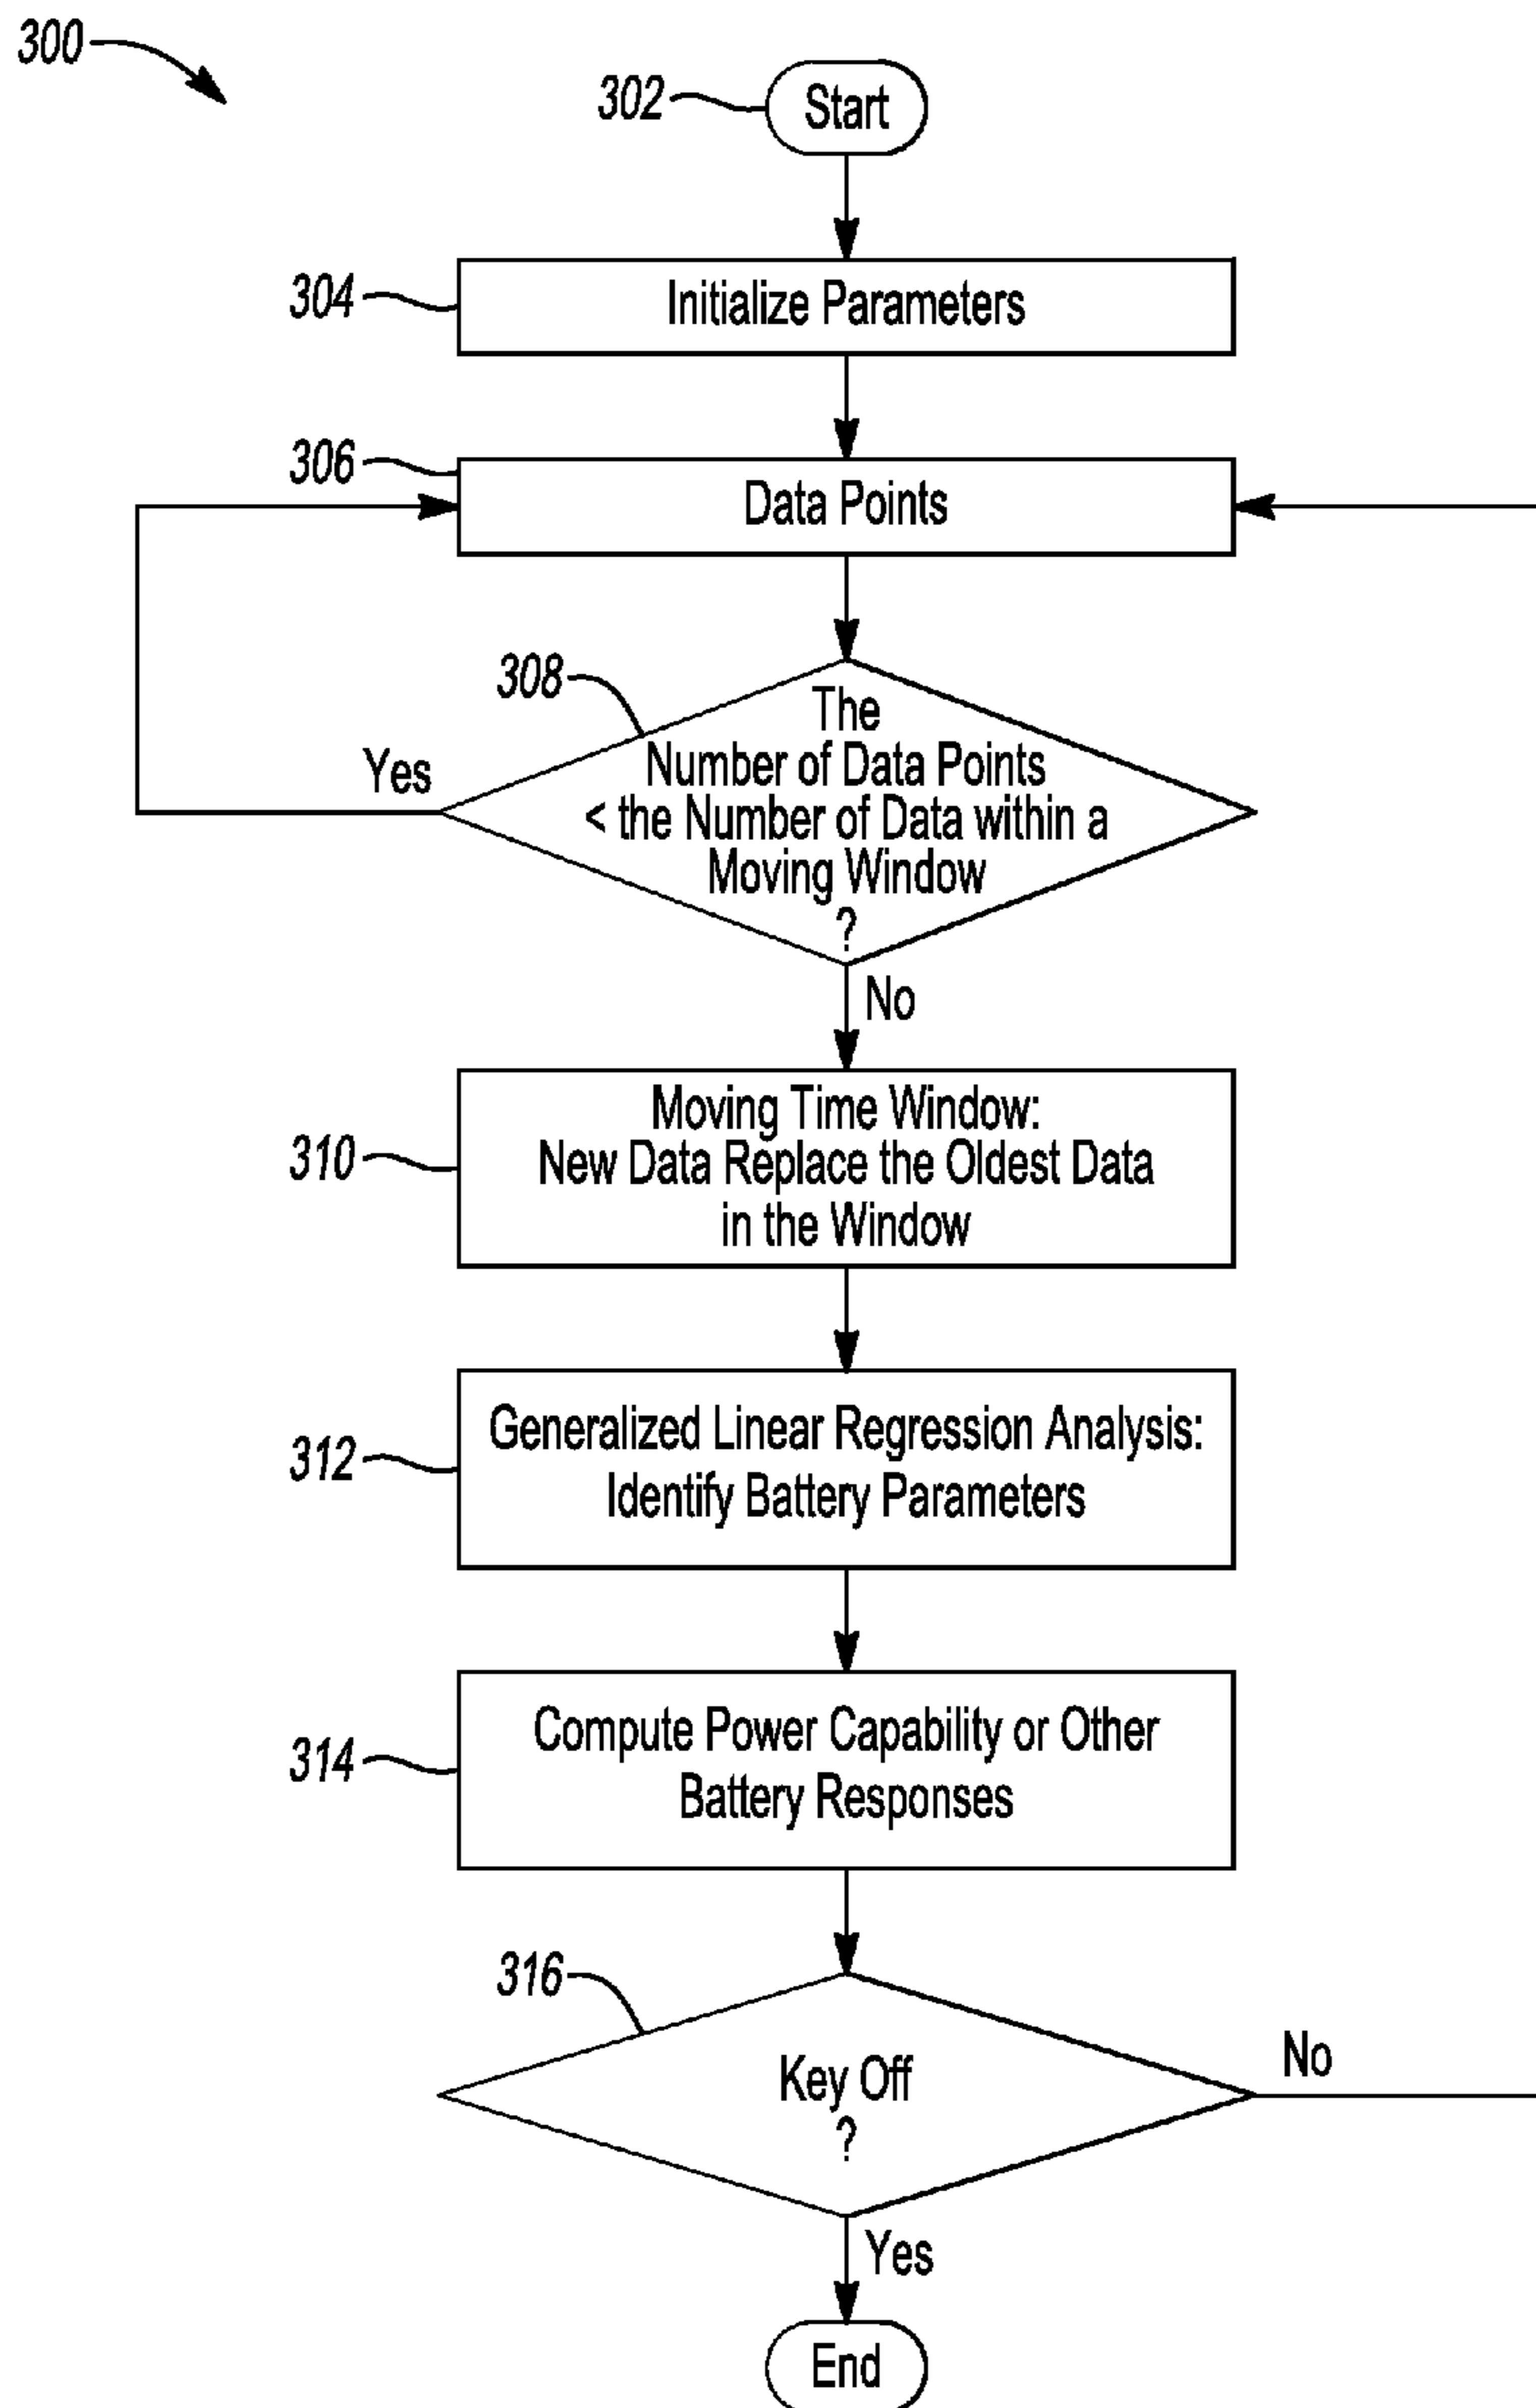 300
302
Start
304
Initialize Parameters
306
Data Points
308
The
Number of Data Points
< the Number of Data within a
Moving Window
?
Yes
No
310
Moving Time Window:
New Data Replace the Oldest Data
in the Window
312
Generalized Linear Regression Analysis:
Identify Battery Parameters
314
Compute Power Capability or Other
Battery Responses
316
Key Off
?
No
Yes
End